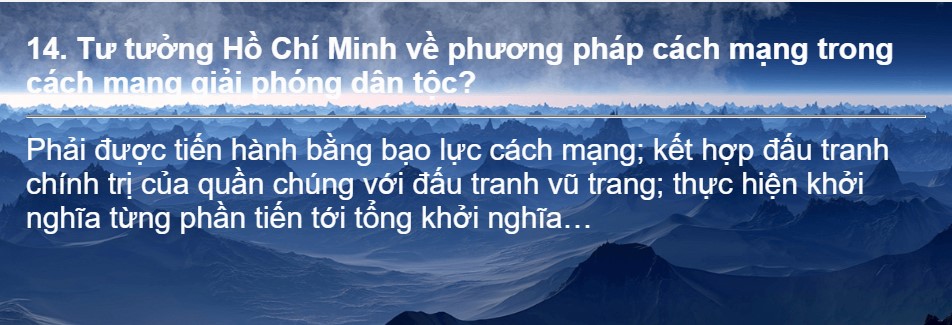 14. Tư tưởng Hồ Chí Minh về phương pháp cách mạng trong
cách mạng giải phóng dân tộc?
Phải được tiến hành bằng bạo lực cách mạng; kết hợp đấu tranh
chính trị của quần chúng với đấu tranh vũ trang; thực hiện khởi
nghĩa từng phần tiến tới tổng khởi nghĩa…